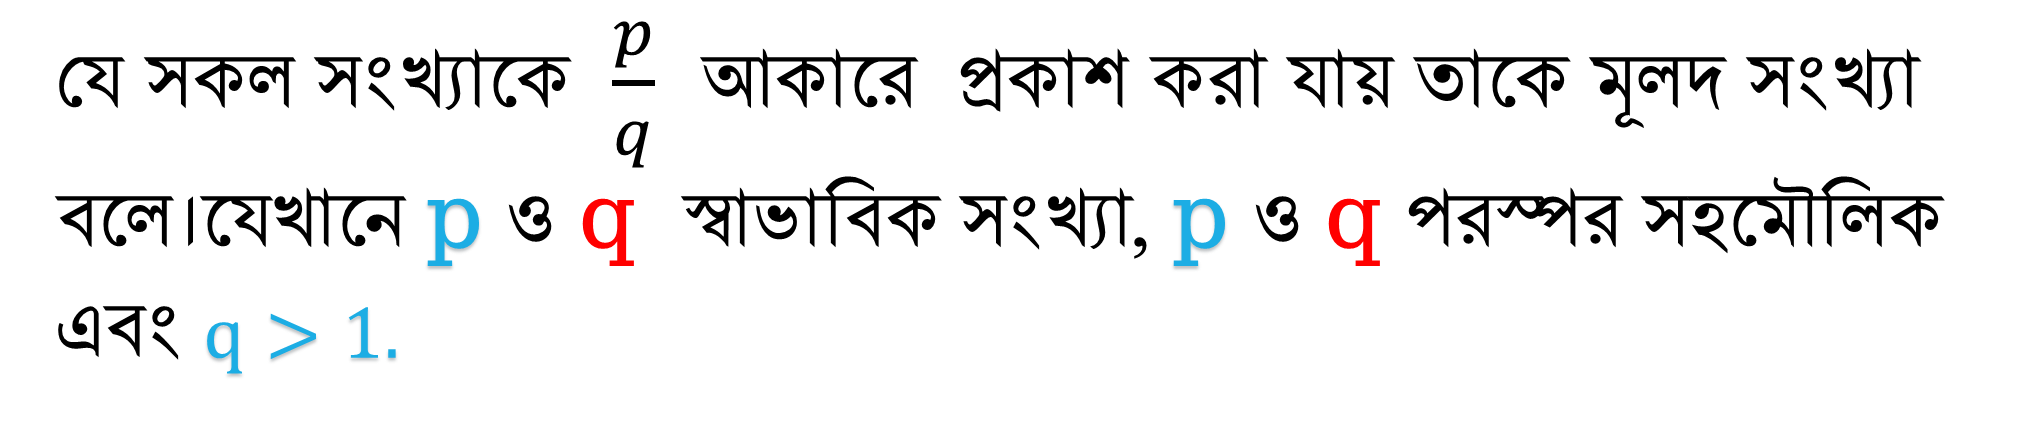 যে সকল সংখ্যাকে p/q আকারে প্রকাশ করা যায় তাকে মূলদ সংখ্যা
বলে।যেখানে p ও q স্বাভাবিক সংখ্যা, p ও q পরস্পর সহমৌলিক
এবং q > 1.